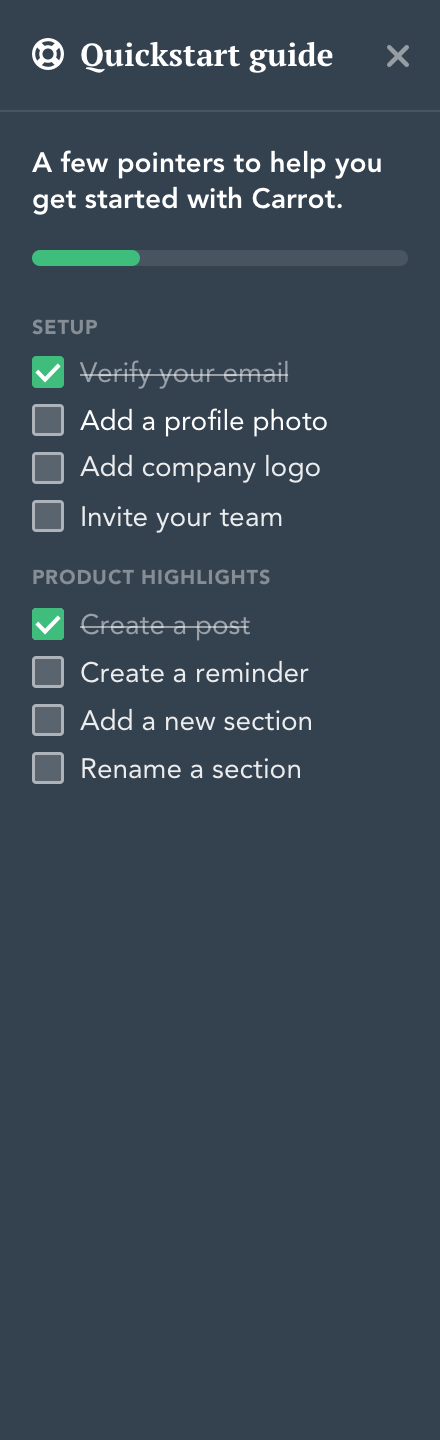 Quickstart guide
A few pointers to help you
get started with Carrot.
SETUP
Verify your email
Add a profile photo
Add company logo
Invite your team
PRODUCT HIGHLIGHTS
Create a post
Create a reminder
Add a new section
Rename a section